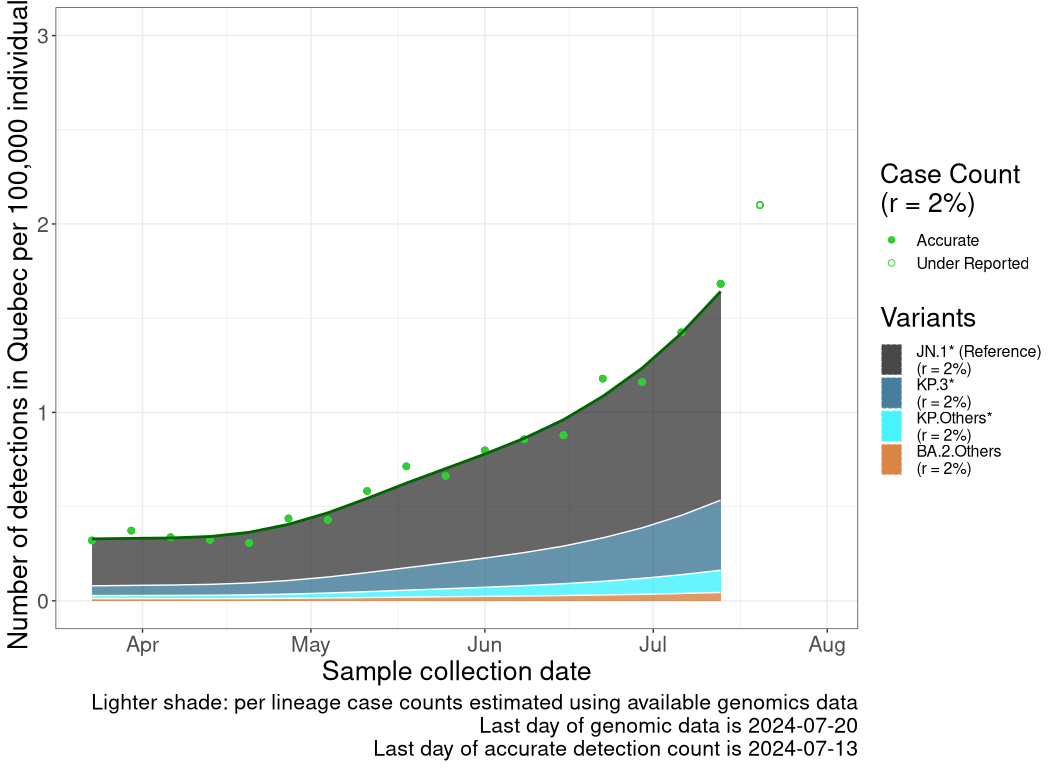 Number of detections in Quebec per 100,000 individual
3
2
1
0
Apr
May
Jun
Jul
Aug
Sample collection date
Lighter shade: per lineage case counts estimated using available genomics data
Last day of genomic data is 2024-07-20
Last day of accurate detection count is 2024-07-13
Case Count
(r = 2%)
Accurate
Under Reported
Variants
JN.1* (Reference)
(r = 2%)
KP.3*
(r = 2%)
KP.Others*
(r = 2%)
BA.2.Others
(r = 2%)